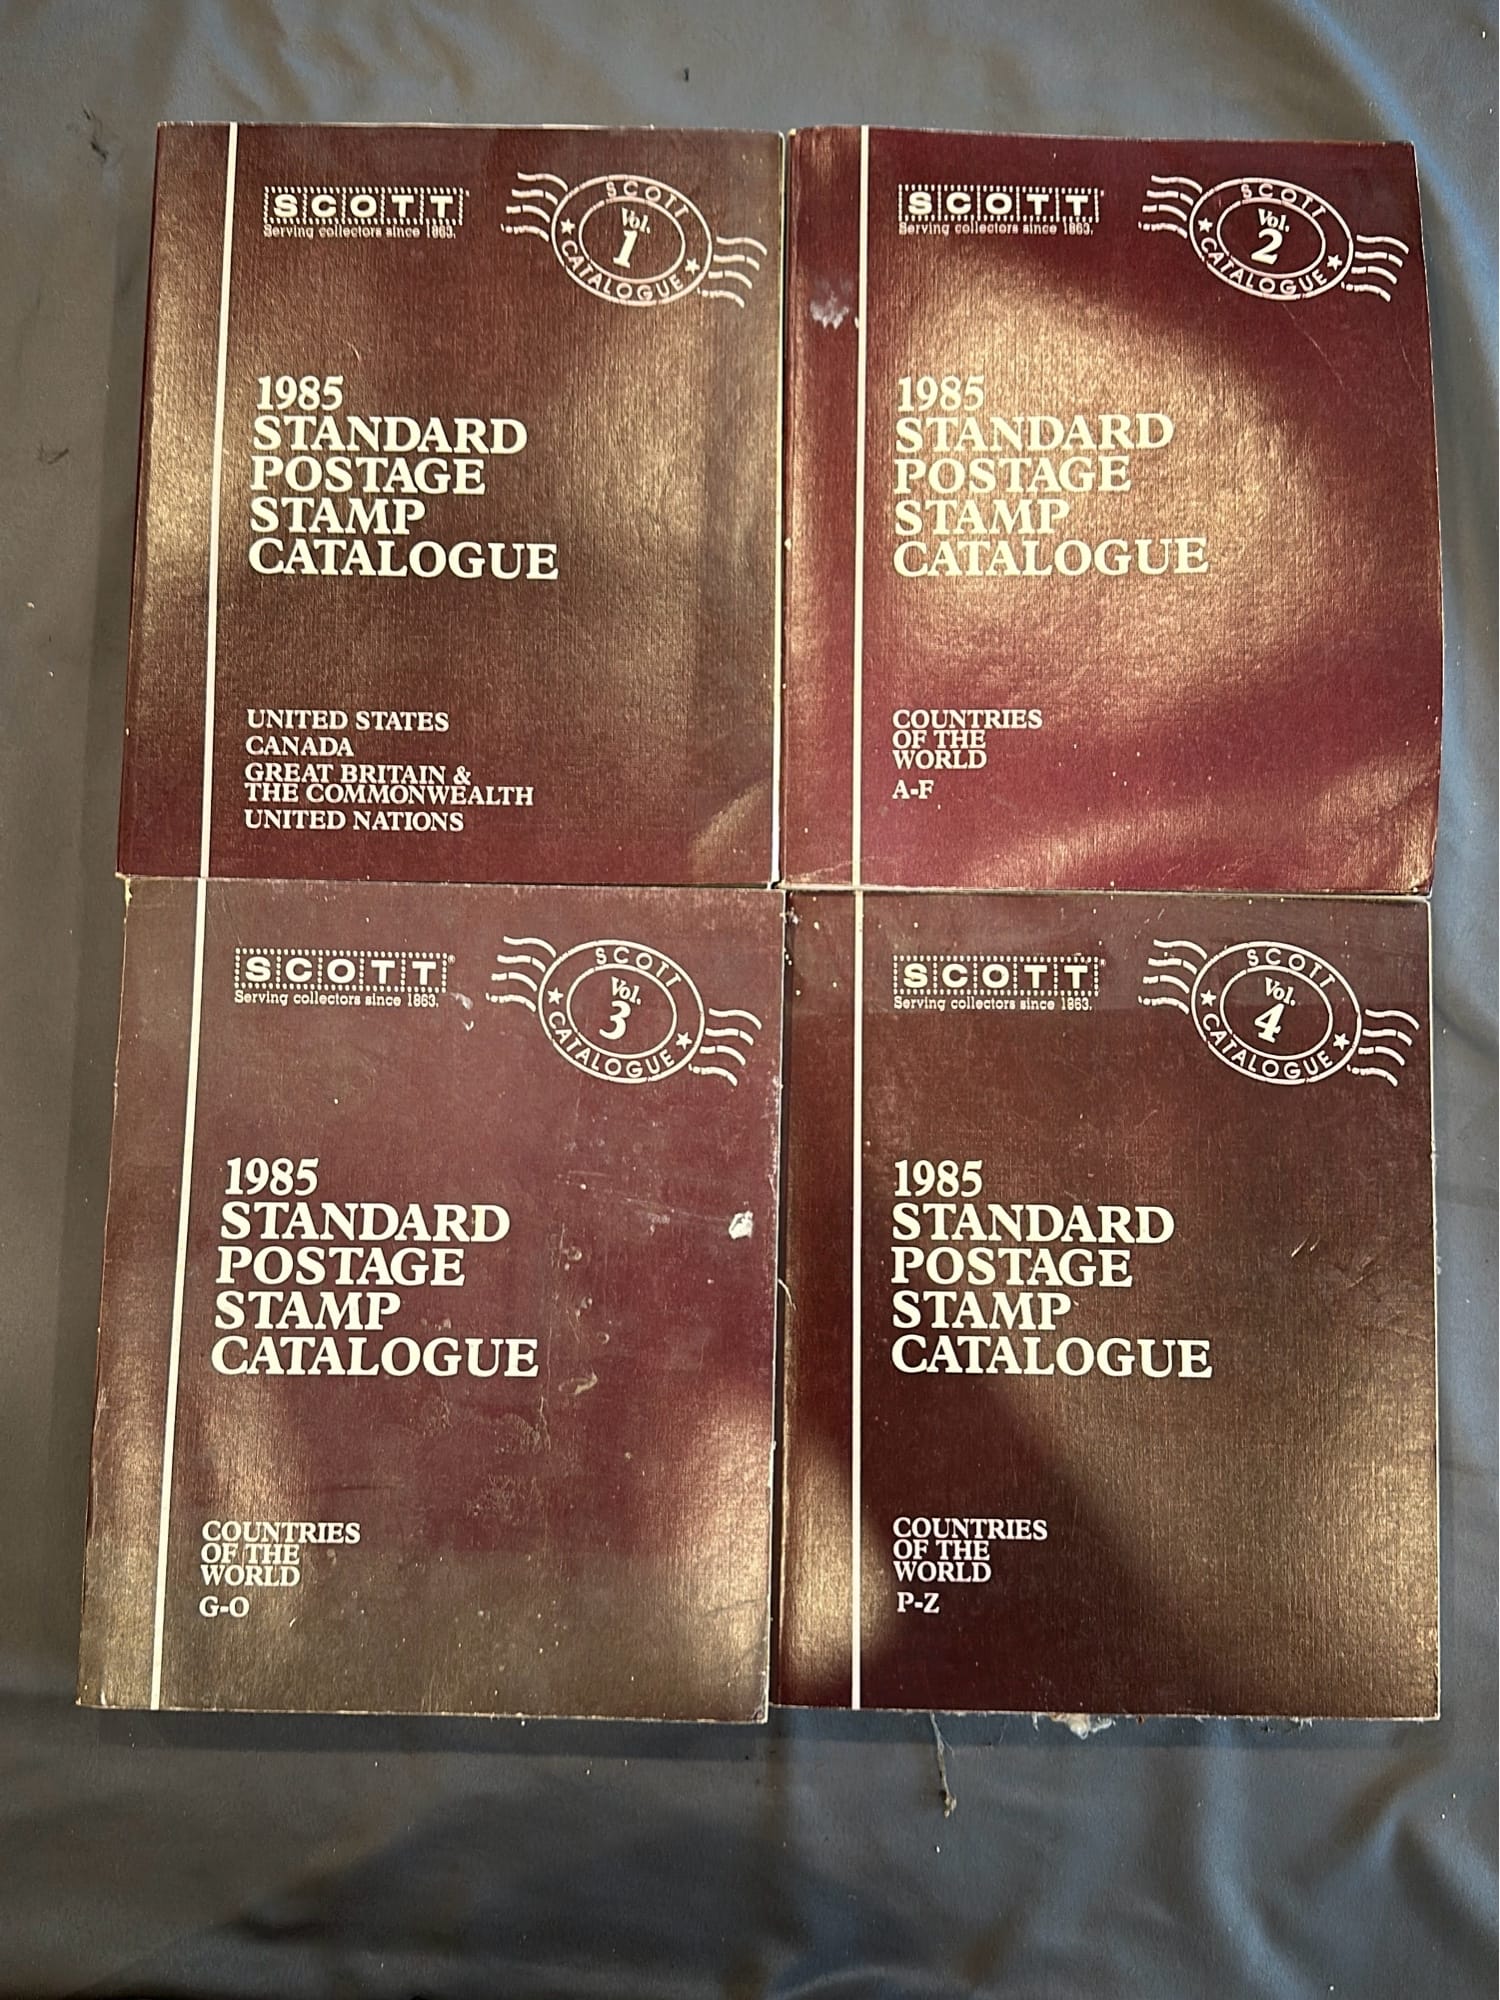 SCOTT
Serving collectors since 1863.
SCOTT
Vol.
1
CATALOGUE
1985
STANDARD
POSTAGE
STAMP
CATALOGUE
UNITED STATES
CANADA
GREAT BRITAIN &
THE COMMONWEALTH
UNITED NATIONS
SCOTT
Serving collectors since 1863.
SCOTT
Vol.
2
CATALOGUE
1985
STANDARD
POSTAGE
STAMP
CATALOGUE
COUNTRIES
OF THE
WORLD
A-F
SCOTT®
Serving collectors since 1863.
SCOTT
Vol.
3
CATALOGUE
1985
STANDARD
POSTAGE
STAMP
CATALOGUE
COUNTRIES
OF THE
WORLD
G-O
SCOTT®
Serving collectors since 1863.
SCOTT
Vol.
4
CATALOGUE
1985
STANDARD
POSTAGE
STAMP
CATALOGUE
COUNTRIES
OF THE
WORLD
P-Z